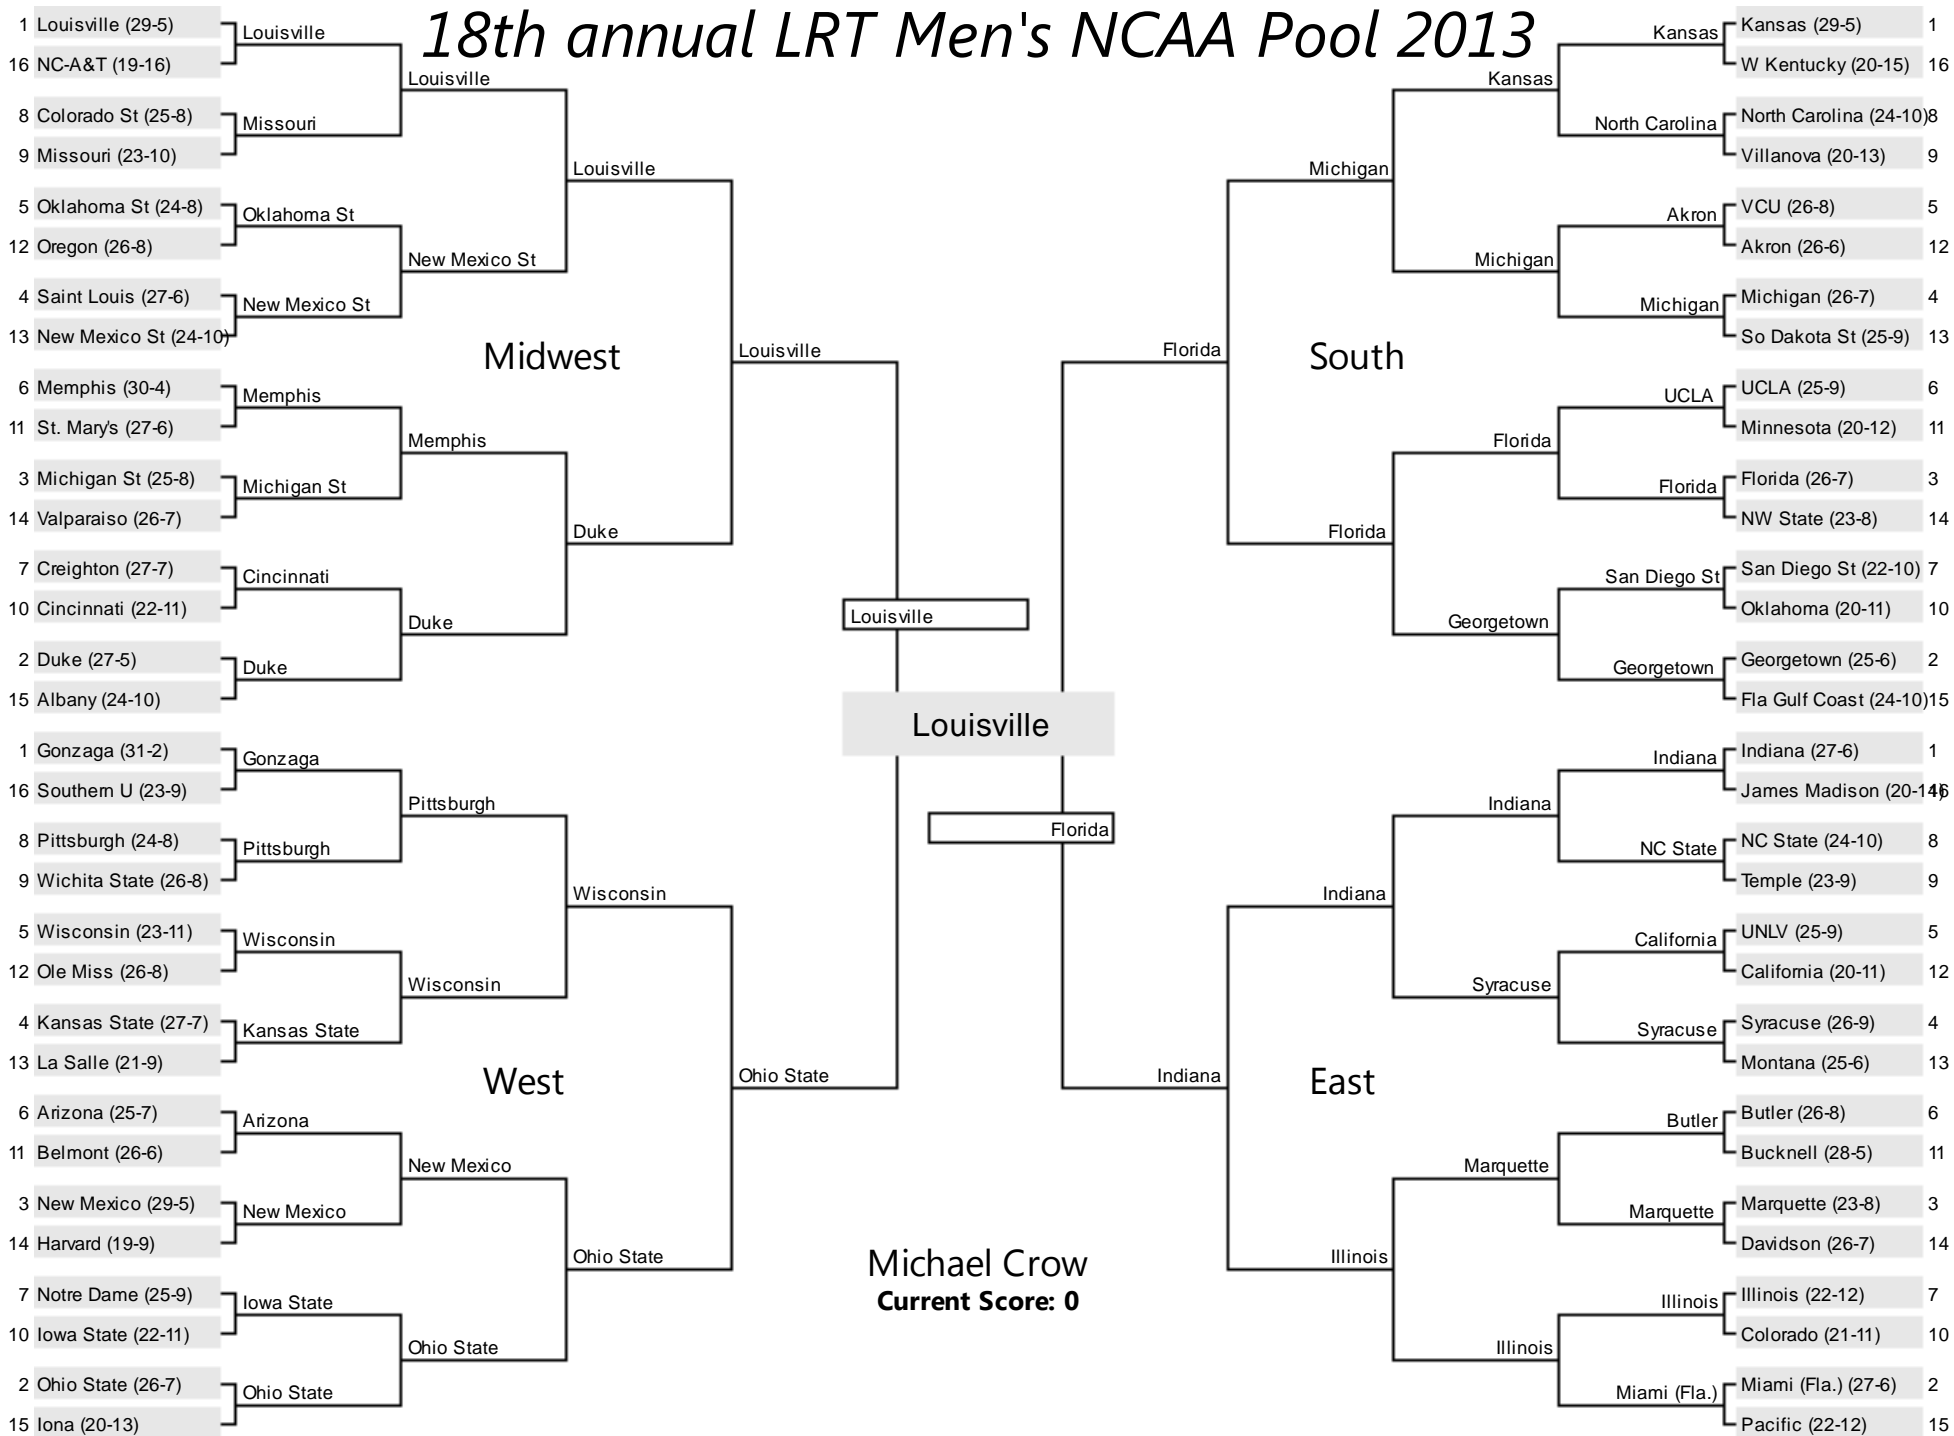 18th annual LRT Men's NCAA Pool 2013
1 Louisville (29-5)
16 NC-A&T (19-16)
8 Colorado St (25-8)
9 Missouri (23-10)
5 Oklahoma St (24-8)
12 Oregon (26-8)
4 Saint Louis (27-6)
13 New Mexico St (24-10)
6 Memphis (30-4)
11 St. Mary's (27-6)
3 Michigan St (25-8)
14 Valparaiso (26-7)
7 Creighton (27-7)
10 Cincinnati (22-11)
2 Duke (27-5)
15 Albany (24-10)
1 Gonzaga (31-2)
16 Southern U (23-9)
8 Pittsburgh (24-8)
9 Wichita State (26-8)
5 Wisconsin (23-11)
12 Ole Miss (26-8)
4 Kansas State (27-7)
13 La Salle (21-9)
6 Arizona (25-7)
11 Belmont (26-6)
3 New Mexico (29-5)
14 Harvard (19-9)
7 Notre Dame (25-9)
10 Iowa State (22-11)
2 Ohio State (26-7)
15 Iona (20-13)
Louisville
Missouri
Oklahoma St
New Mexico St
Memphis
Michigan St
Cincinnati
Duke
Gonzaga
Pittsburgh
Wisconsin
Kansas State
Arizona
New Mexico
Iowa State
Ohio State
Louisville
New Mexico St
Memphis
Duke
Pittsburgh
Wisconsin
New Mexico
Ohio State
Louisville
Duke
Wisconsin
Ohio State
Midwest
West
Louisville
Ohio State
Louisville
Louisville
Florida
Michael Crow
Current Score: 0
Florida
Indiana
South
East
Michigan
Florida
Indiana
Illinois
Kansas
Michigan
Florida
Georgetown
Indiana
Syracuse
Marquette
Illinois
Kansas
North Carolina
Akron
Michigan
UCLA
Florida
San Diego St
Georgetown
Indiana
NC State
California
Syracuse
Butler
Marquette
Illinois
Miami (Fla.)
Kansas (29-5) 1
W Kentucky (20-15) 16
North Carolina (24-10) 8
Villanova (20-13) 9
VCU (26-8) 5
Akron (26-6) 12
Michigan (26-7) 4
So Dakota St (25-9) 13
UCLA (25-9) 6
Minnesota (20-12) 11
Florida (26-7) 3
NW State (23-8) 14
San Diego St (22-10) 7
Oklahoma (20-11) 10
Georgetown (25-6) 2
Fla Gulf Coast (24-10) 15
Indiana (27-6) 1
James Madison (20-14) 16
NC State (24-10) 8
Temple (23-9) 9
UNLV (25-9) 5
California (20-11) 12
Syracuse (26-9) 4
Montana (25-6) 13
Butler (26-8) 6
Bucknell (28-5) 11
Marquette (23-8) 3
Davidson (26-7) 14
Illinois (22-12) 7
Colorado (21-11) 10
Miami (Fla.) (27-6) 2
Pacific (22-12) 15